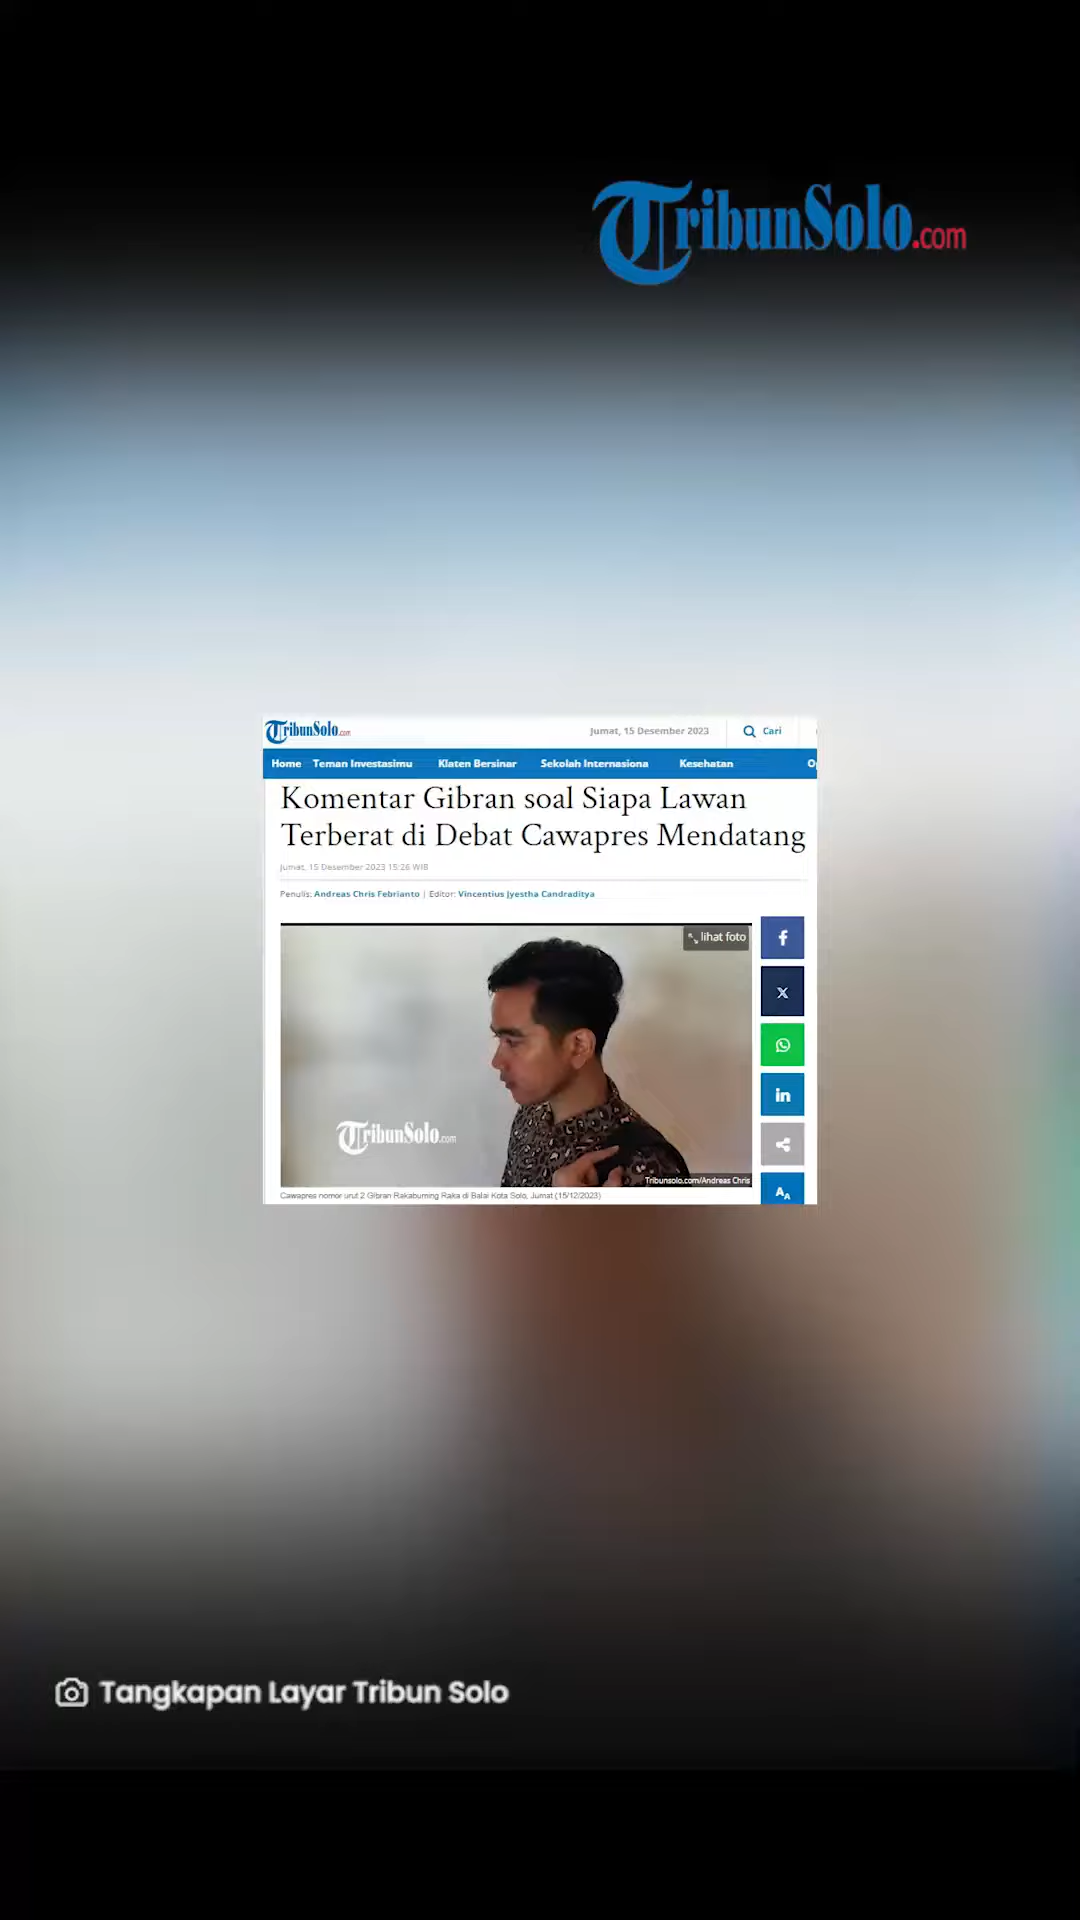 TribunSolo.com
TribunSolo.com
Jumat, 15 Desember 2023
Cari
Home Teman Investasimu Klaten Bersinar Sekolah Internasiona Kesehatan
Komentar Gibran soal Siapa Lawan
Terberat di Debat Cawapres Mendatang
Jumat, 15 Desember 2023 15:26 WIB
Penulis: Andreas Chris Febrianto | Editor: Vincentius Jyestha Candraditya
lihat foto
TribunSolo.com
Tribunsolo.com/Andreas Chris
AA
Cawapres nomor urut 2 Gibran Rakabuming Raka di Balai Kota Solo, Jumat (15/12/2023)
Tangkapan Layar Tribun Solo